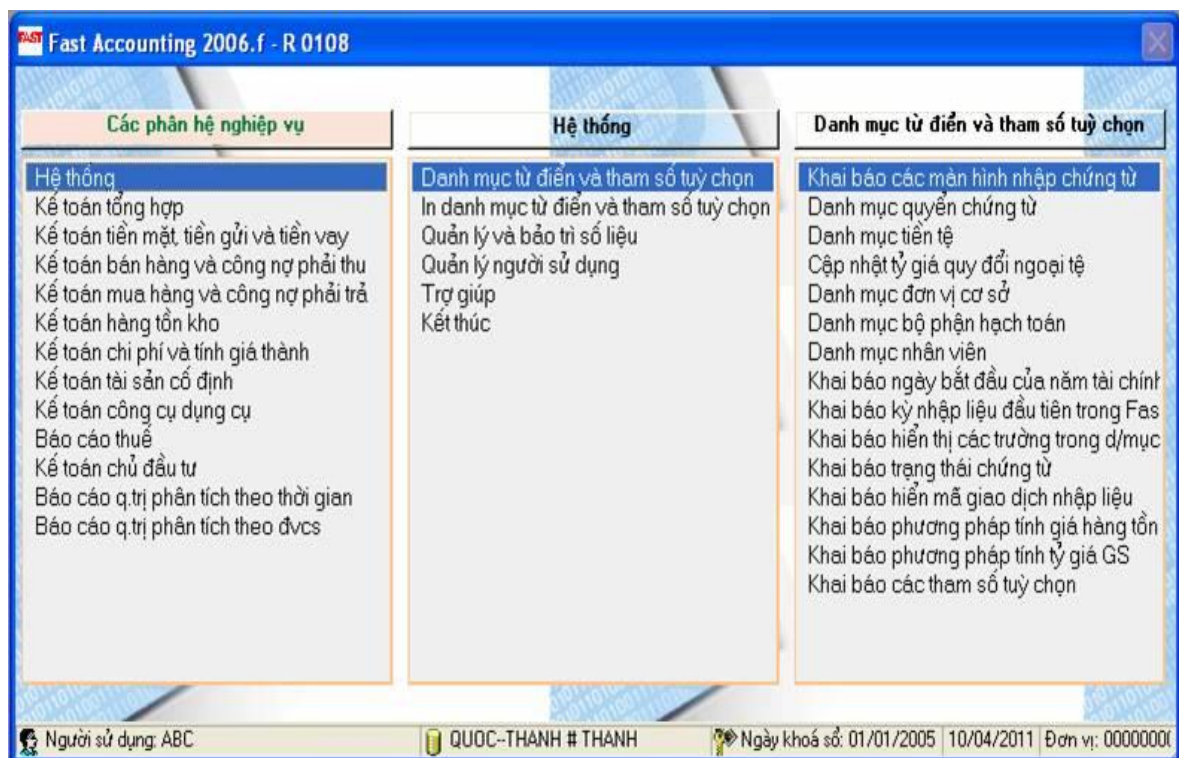 FAST Fast Accounting 2006.f - R 0108
Các phân hệ nghiệp vụ
Hệ thống
Kế toán tổng hợp
Kế toán tiền mặt, tiền gửi và tiền vay
Kế toán bán hàng và công nợ phải thu
Kế toán mua hàng và công nợ phải trả
Kế toán hàng tồn kho
Kế toán chi phí và tính giá thành
Kế toán tài sản cố định
Kế toán công cụ dụng cụ
Báo cáo thuế
Kế toán chủ đầu tư
Báo cáo q.trị phân tích theo thời gian
Báo cáo q.trị phân tích theo đvcs
Hệ thống
Danh mục từ điển và tham số tuỳ chọn
In danh mục từ điển và tham số tuỳ chọn
Quản lý và bảo trì số liệu
Quản lý người sử dụng
Trợ giúp
Kết thúc
Danh mục từ điển và tham số tuỳ chọn
Khai báo các màn hình nhập chứng từ
Danh mục quyển chứng từ
Danh mục tiền tệ
Cập nhật tỷ giá quy đổi ngoại tệ
Danh mục đơn vị cơ sở
Danh mục bộ phận hạch toán
Danh mục nhân viên
Khai báo ngày bắt đầu của năm tài chính
Khai báo kỳ nhập liệu đầu tiên trong Fas
Khai báo hiển thị các trường trong d/mục
Khai báo trạng thái chứng từ
Khai báo hiển mã giao dịch nhập liệu
Khai báo phương pháp tính giá hàng tồn
Khai báo phương pháp tính tỷ giá GS
Khai báo các tham số tuỳ chọn
Người sử dụng: ABC QUOC--THANH # THANH Ngày khoá sổ: 01/01/2005 10/04/2011 Đơn vị: 00000000